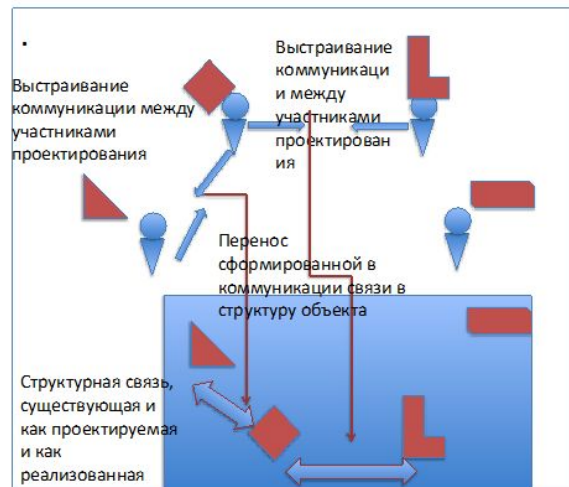 .
Выстраивание
коммуникации между
участниками
проектирования
Выстраивание
коммуникаци
и между
участниками
проектирован
ия
Перенос
сформированной в
коммуникации связи в
структуру объекта
Структурная связь,
существующая и
как проектируемая
и как
реализованная